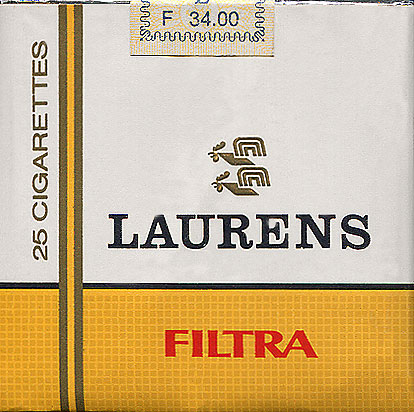 F 34.00
25 CIGARETTES
LAURENS
FILTRA